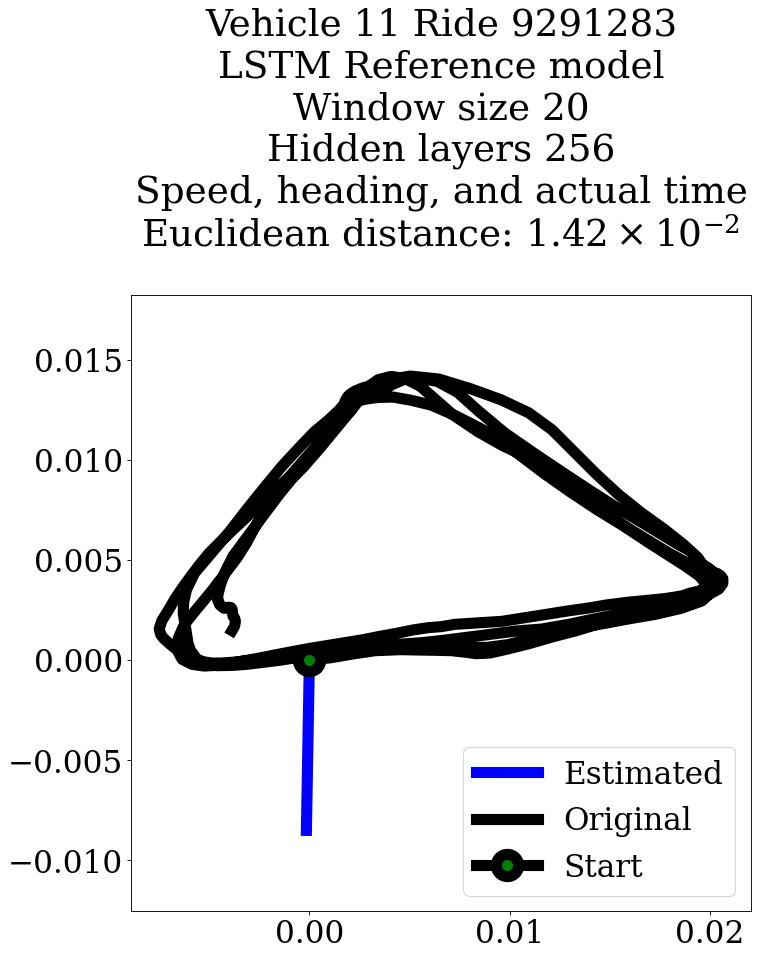 Vehicle 11 Ride 9291283
LSTM Reference model
Window size 20
Hidden layers 256
Speed, heading, and actual time
Euclidean distance: 1.42 × 10⁻²
0.015
0.010
0.005
0.000
−0.005
−0.010
Estimated
Original
Start
0.00 0.01 0.02